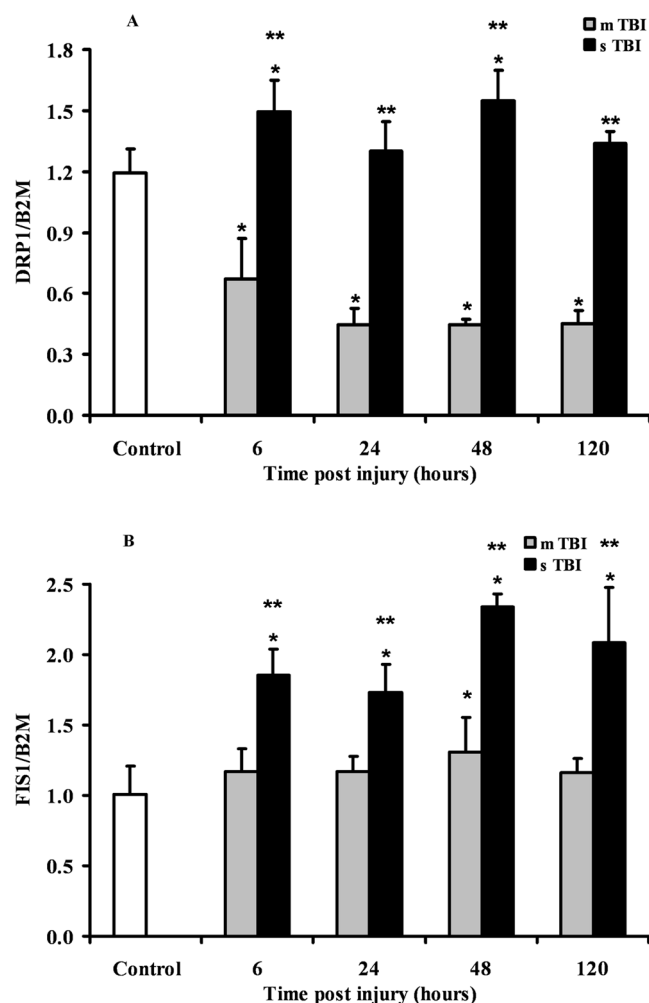 A
m TBI
s TBI
DRP1/B2M
1.8
1.5
1.2
0.9
0.6
0.3
0.0
*
**
*
*
**
*
**
*
*
**
Control 6 24 48 120
Time post injury (hours)
B
m TBI
s TBI
FIS1/B2M
2.5
2.0
1.5
1.0
0.5
0.0
**
*
**
*
*
**
*
**
*
Control 6 24 48 120
Time post injury (hours)